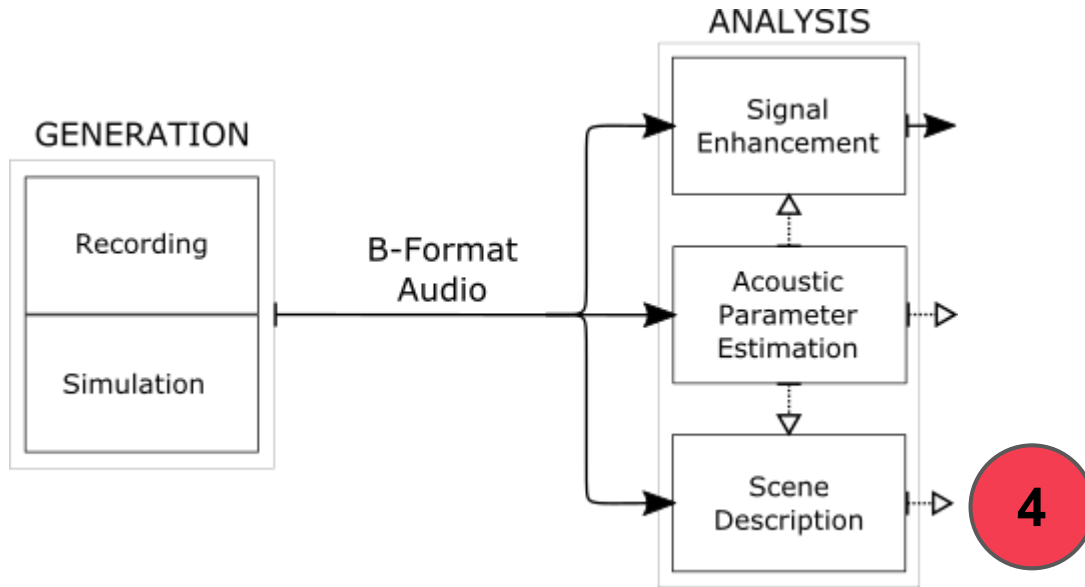 GENERATION
Recording
Simulation
B-Format
Audio
ANALYSIS
Signal
Enhancement
Acoustic
Parameter
Estimation
Scene
Description
4